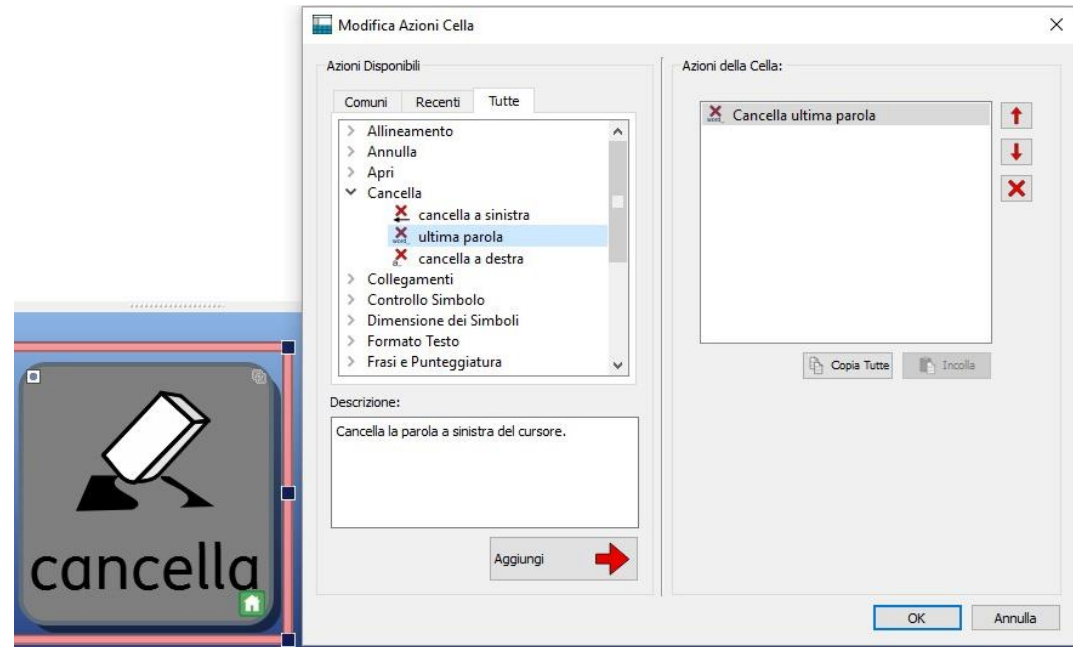 Modifica Azioni Cella
Azioni Disponibili
Comuni Recenti Tutte
Allineamento
Annulla
Apri
Cancella
cancella a sinistra
ultima parola
cancella a destra
Collegamenti
Controllo Simbolo
Dimensione dei Simboli
Formato Testo
Frasi e Punteggiatura
Descrizione:
Cancella la parola a sinistra del cursore.
Aggiungi
Azioni della Cella:
Cancella ultima parola
Copia Tutte Incolla
OK Annulla
cancella